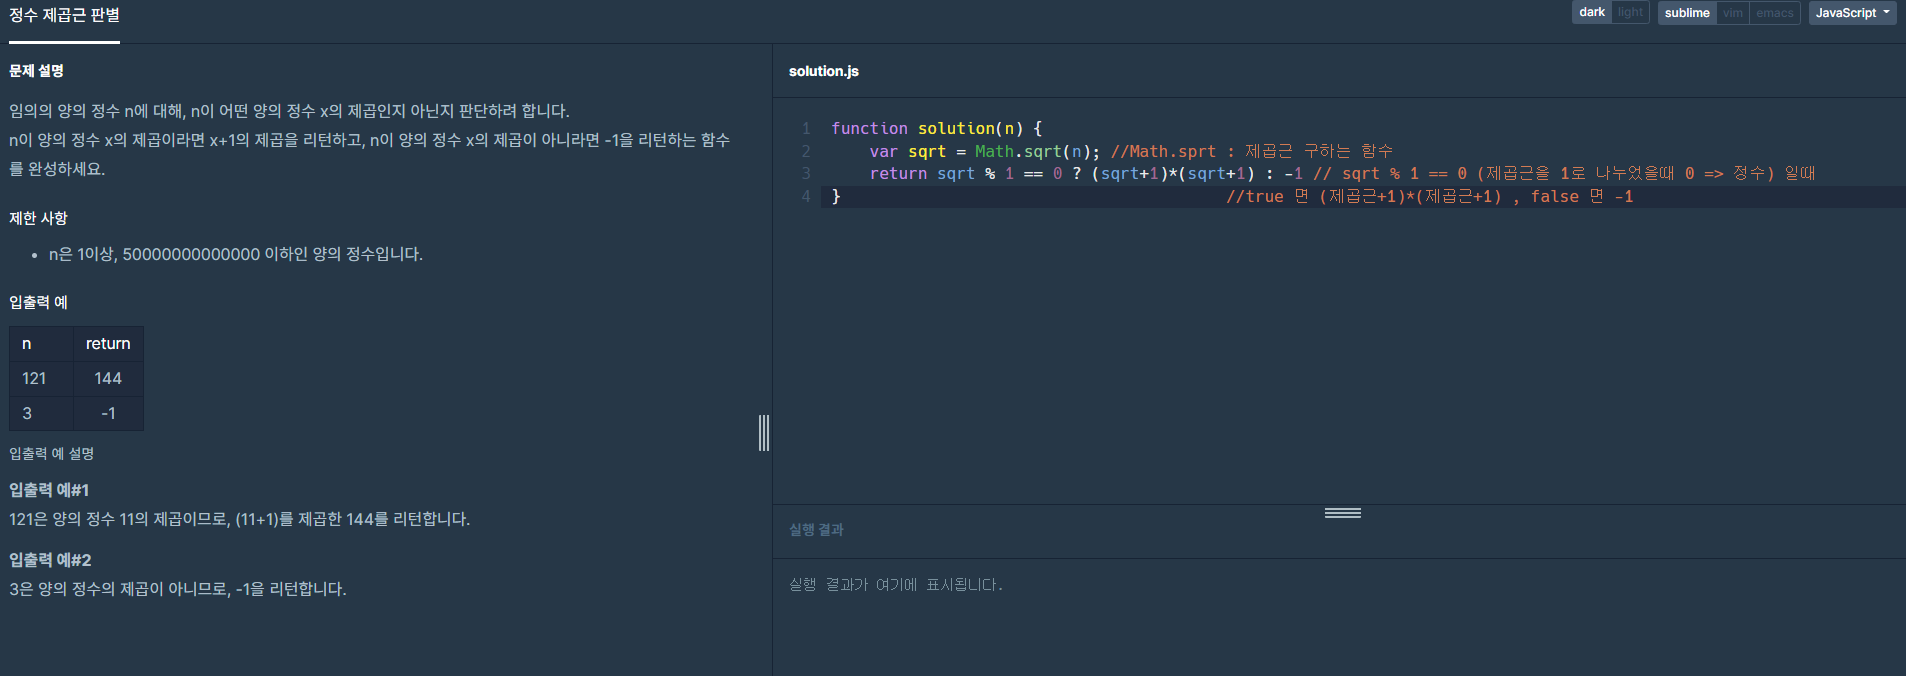 정수 제곱근 판별
dark light sublime vim emacs JavaScript
문제 설명
임의의 양의 정수 n에 대해, n이 어떤 양의 정수 x의 제곱인지 아닌지 판단하려 합니다.
n이 양의 정수 x의 제곱이라면 x+1의 제곱을 리턴하고, n이 양의 정수 x의 제곱이 아니라면 -1을 리턴하는 함수
를 완성하세요.
제한 사항
• n은 1이상, 50000000000000 이하인 양의 정수입니다.
입출력 예
n return
121 144
3 -1
입출력 예 설명
입출력 예#1
121은 양의 정수 11의 제곱이므로, (11+1)를 제곱한 144를 리턴합니다.
입출력 예#2
3은 양의 정수의 제곱이 아니므로, -1을 리턴합니다.
solution.js
1 function solution(n) {
2 var sqrt = Math.sqrt(n); //Math.sprt : 제곱근 구하는 함수
3 return sqrt % 1 == 0 ? (sqrt+1)*(sqrt+1) : -1 // sqrt % 1 == 0 (제곱근을 1로 나누었을때 0 => 정수) 일때
4 } //true 면 (제곱근+1)*(제곱근+1) , false 면 -1
실행 결과
실행 결과가 여기에 표시됩니다.